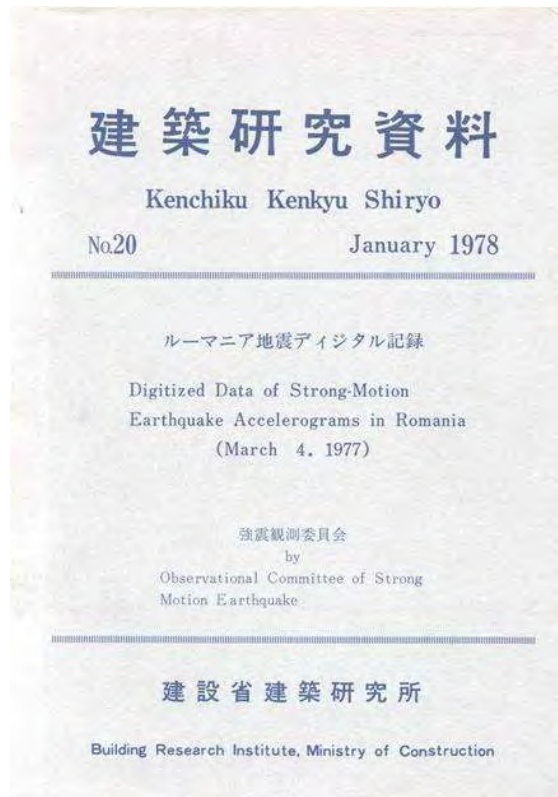 建築研究資料
Kenchiku Kenkyu Shiryo
No.20 January 1978
ルーマニア地震ディジタル記録
Digitized Data of Strong-Motion
Earthquake Accelerograms in Romania
(March 4. 1977)
強震観測委員会
by
Observational Committee of Strong
Motion Earthquake
建設省建築研究所
Building Research Institute, Ministry of Construction